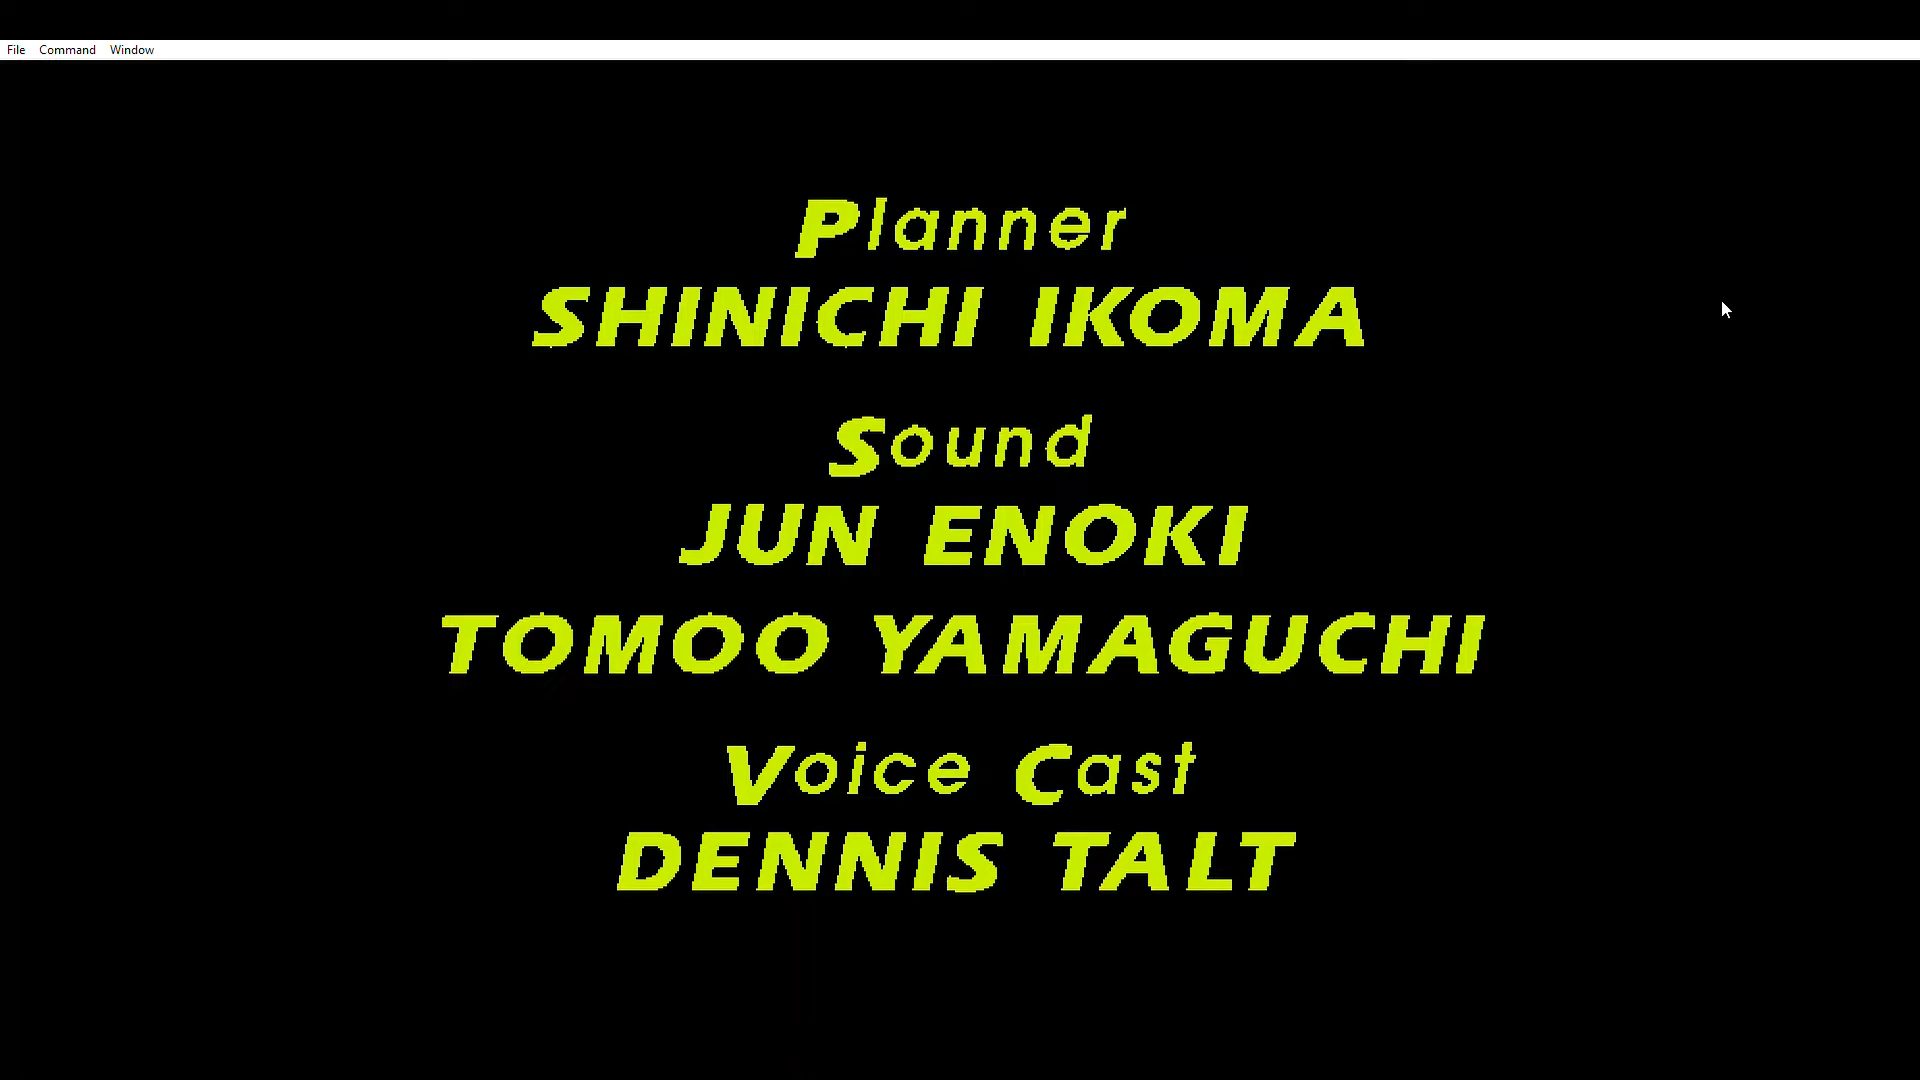 File Command Window
Planner
SHINICHI IKOMA
Sound
JUN ENOKI
TOMOO YAMAGUCHI
Voice Cast
DENNIS TALT